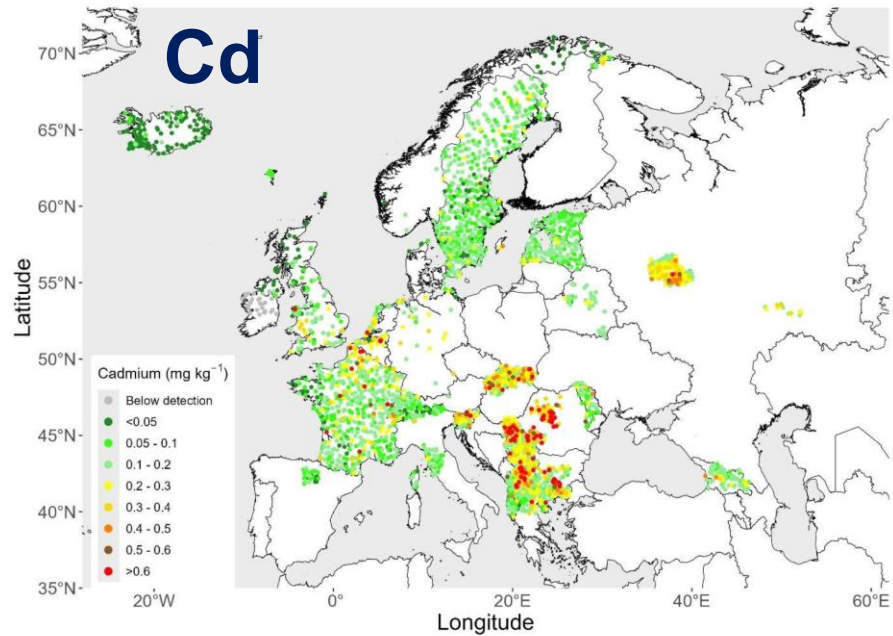 Cd
70°N
65°N
60°N
55°N
50°N
45°N
40°N
35°N
Latitude
Cadmium (mg kg⁻¹)
Below detection
<0.05
0.05 - 0.1
0.1 - 0.2
0.2 - 0.3
0.3 - 0.4
0.4 - 0.5
0.5 - 0.6
>0.6
20°W
0°
20°E
40°E
60°E
Longitude